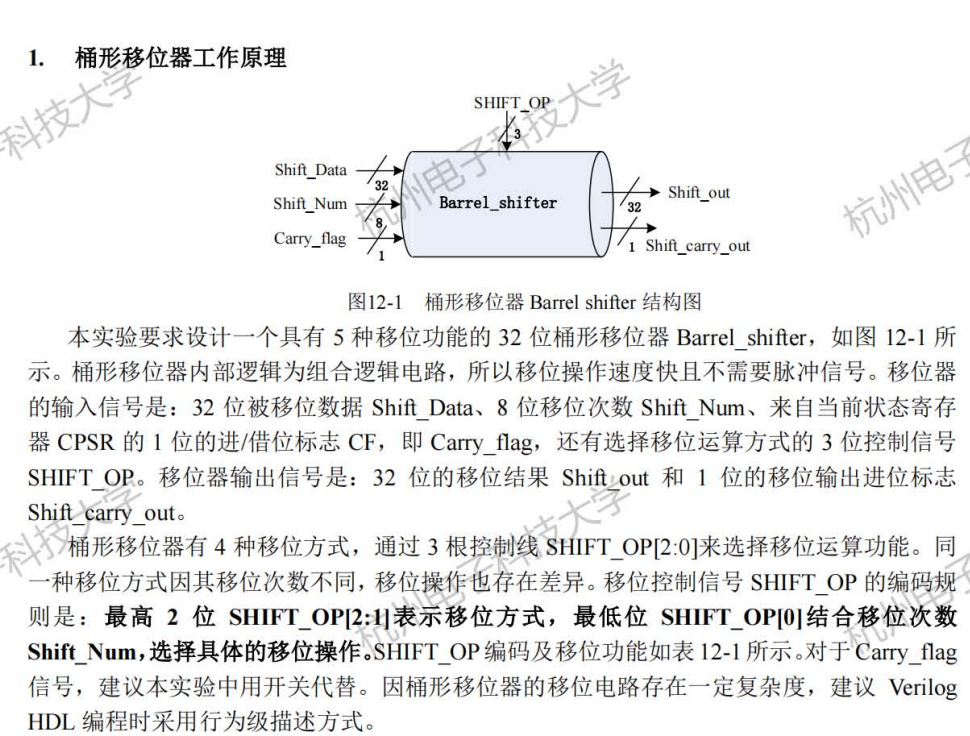 1. 桶形移位器工作原理
SHIFT_OP
3
Shift_Data
32
Shift_Num
8
Carry_flag
1
Barrel_shifter
Shift_out
32
1 Shift_carry_out
图12-1 桶形移位器 Barrel shifter 结构图
本实验要求设计一个具有 5 种移位功能的 32 位桶形移位器 Barrel_shifter，如图 12-1 所
示。桶形移位器内部逻辑为组合逻辑电路，所以移位操作速度快且不需要脉冲信号。移位器
的输入信号是：32 位被移位数据 Shift_Data、8 位移位次数 Shift_Num、来自当前状态寄存
器 CPSR 的 1 位的进/借位标志 CF，即 Carry_flag，还有选择移位运算方式的 3 位控制信号
SHIFT_OP。移位器输出信号是：32 位的移位结果 Shift_out 和 1 位的移位输出进位标志
Shift_carry_out。
桶形移位器有 4 种移位方式，通过 3 根控制线 SHIFT_OP[2:0]来选择移位运算功能。同
一种移位方式因其移位次数不同，移位操作也存在差异。移位控制信号 SHIFT_OP 的编码规
则是：最高 2 位 SHIFT_OP[2:1]表示移位方式，最低位 SHIFT_OP[0]结合移位次数
Shift_Num，选择具体的移位操作。SHIFT_OP 编码及移位功能如表 12-1 所示。对于 Carry_flag
信号，建议本实验中用开关代替。因桶形移位器的移位电路存在一定复杂度，建议 Verilog
HDL 编程时采用行为级描述方式。
科技大学
杭州电子科技大学
杭州电子
科技大学
杭州电子科技大学
杭州电子